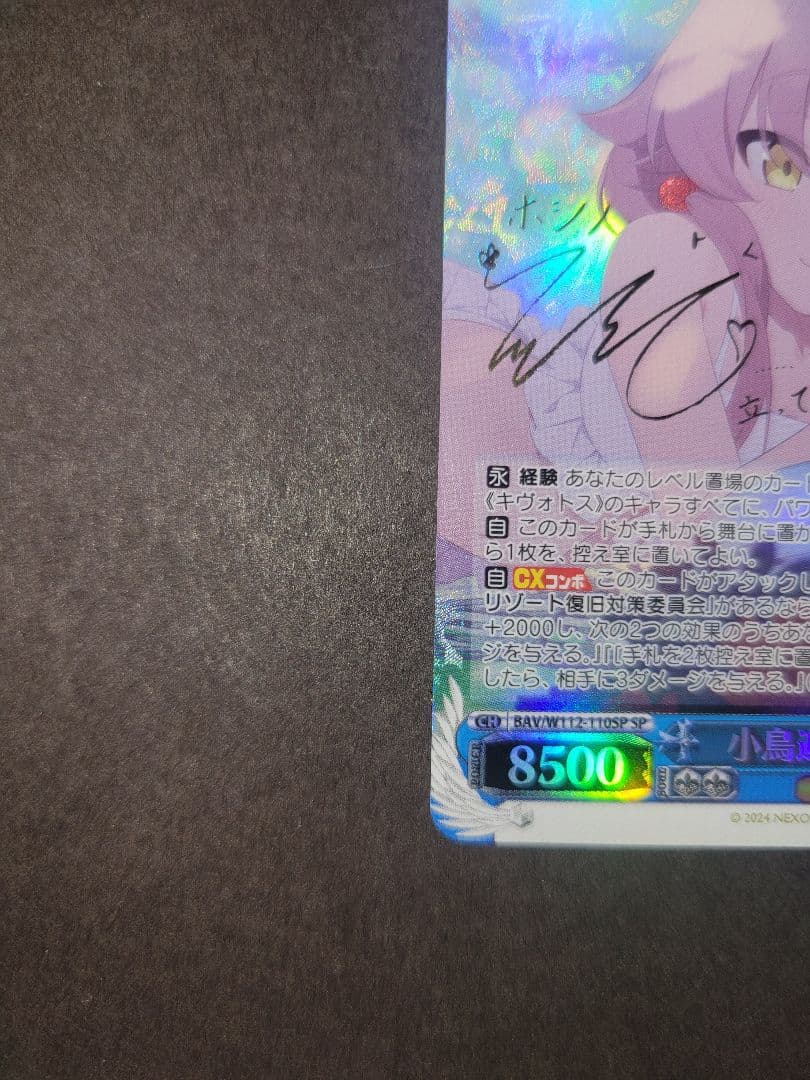 ホシノ
立って
永 経験 あなたのレベル置場のカード
《キヴォトス》のキャラすべてに、パワ
自 このカードが手札から舞台に置か
ら1枚を、控え室に置いてよい。
自 CXコンボ このカードがアタックし
リゾート復旧対策委員会」があるなら
+2000し、次の2つの効果のうちあな
ジを与える。』『[手札を2枚控え室に置
したら、相手に3ダメージを与える。』(
CH BAV/W112-110SP SP
POWER 8500 SOUL 小鳥遊
© 2024 NEXO